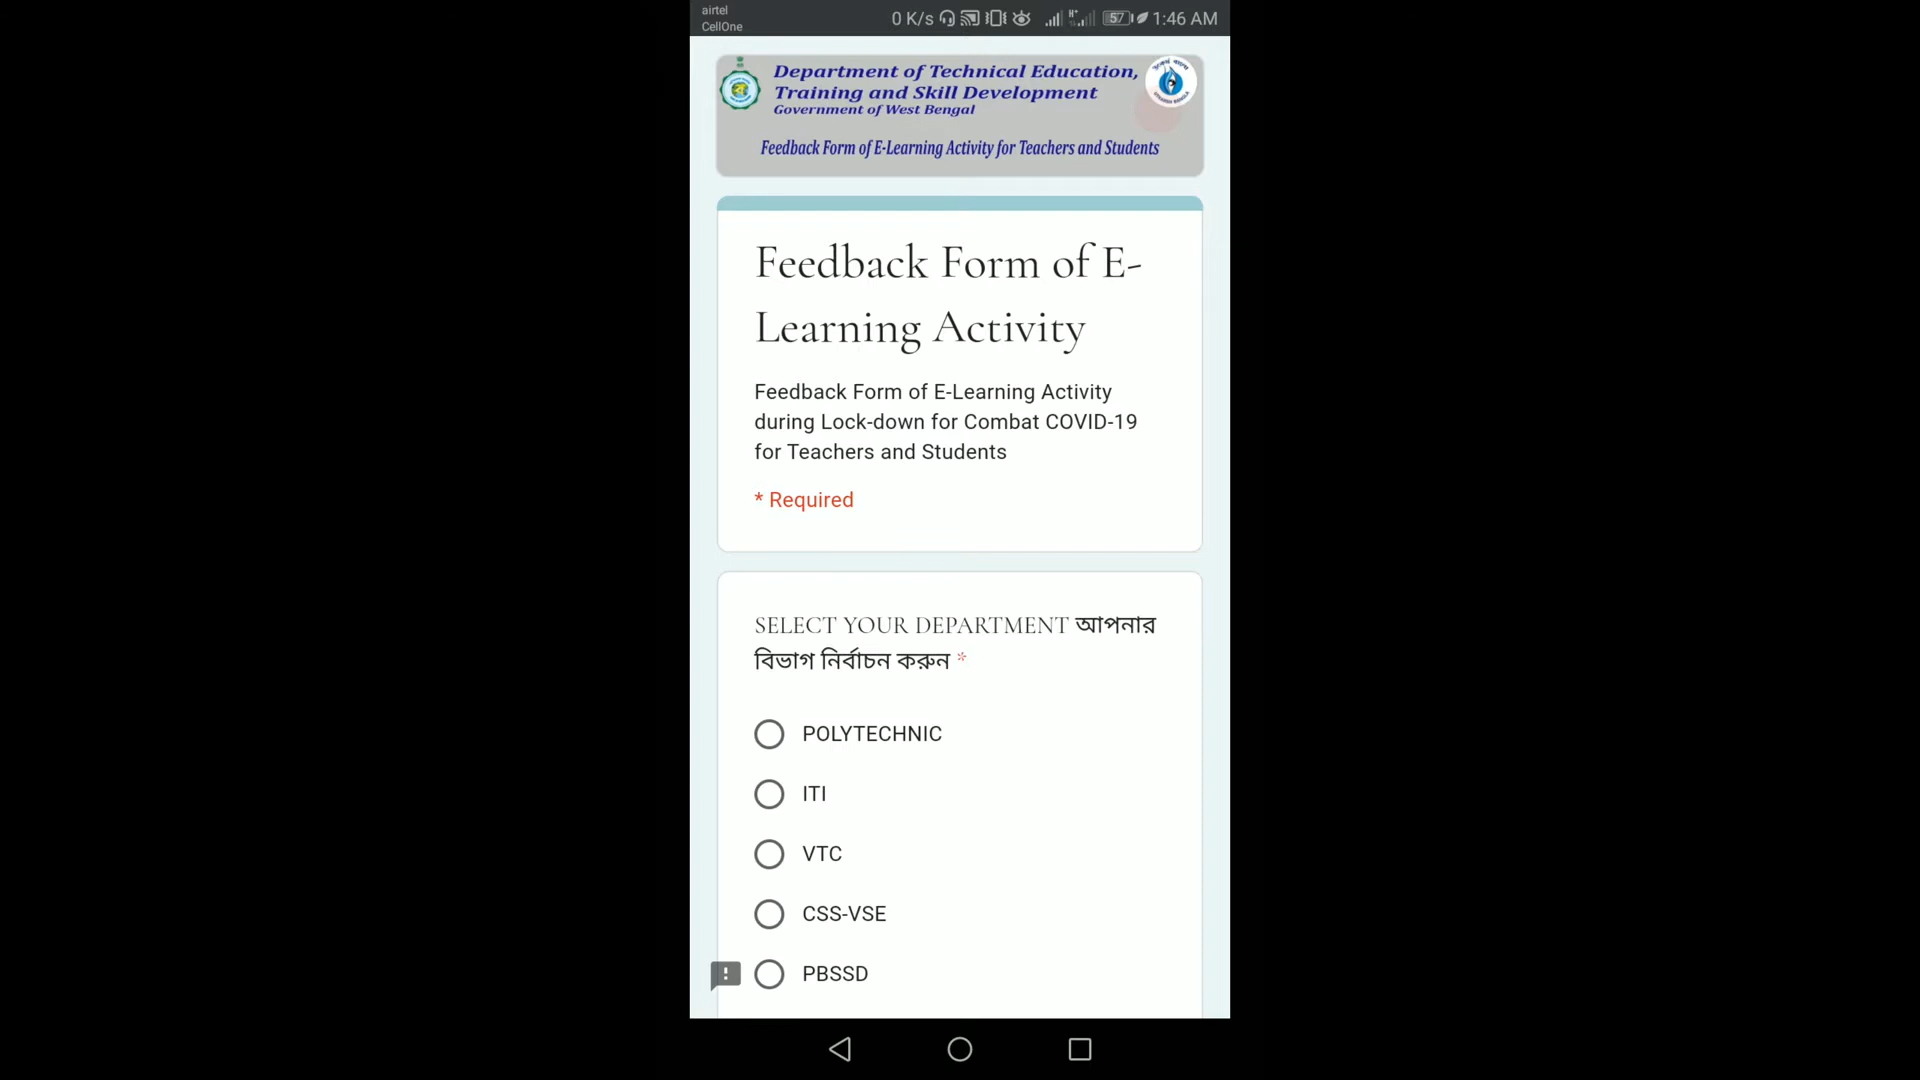 airtel
CellOne
0 K/s
57
1:46 AM
Department of Technical Education,
Training and Skill Development
Government of West Bengal
Feedback Form of E-Learning Activity for Teachers and Students
Feedback Form of E-
Learning Activity
Feedback Form of E-Learning Activity
during Lock-down for Combat COVID-19
for Teachers and Students
* Required
SELECT YOUR DEPARTMENT আপনার
বিভাগ নির্বাচন করুন *
POLYTECHNIC
ITI
VTC
CSS-VSE
PBSSD